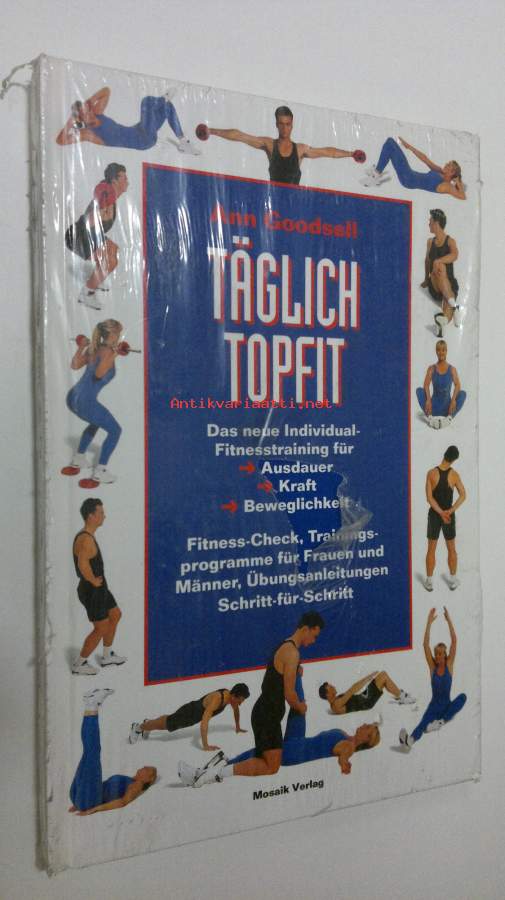 Ann Goodsell
TÄGLICH
TOPFIT
Antikvariaatti.net
Das neue Individual-
Fitnesstraining für
→ Ausdauer
→ Kraft
→ Beweglichkeit
Fitness-Check, Trainings-
programme für Frauen und
Männer, Übungsanleitungen
Schritt-für-Schritt
Mosaik Verlag